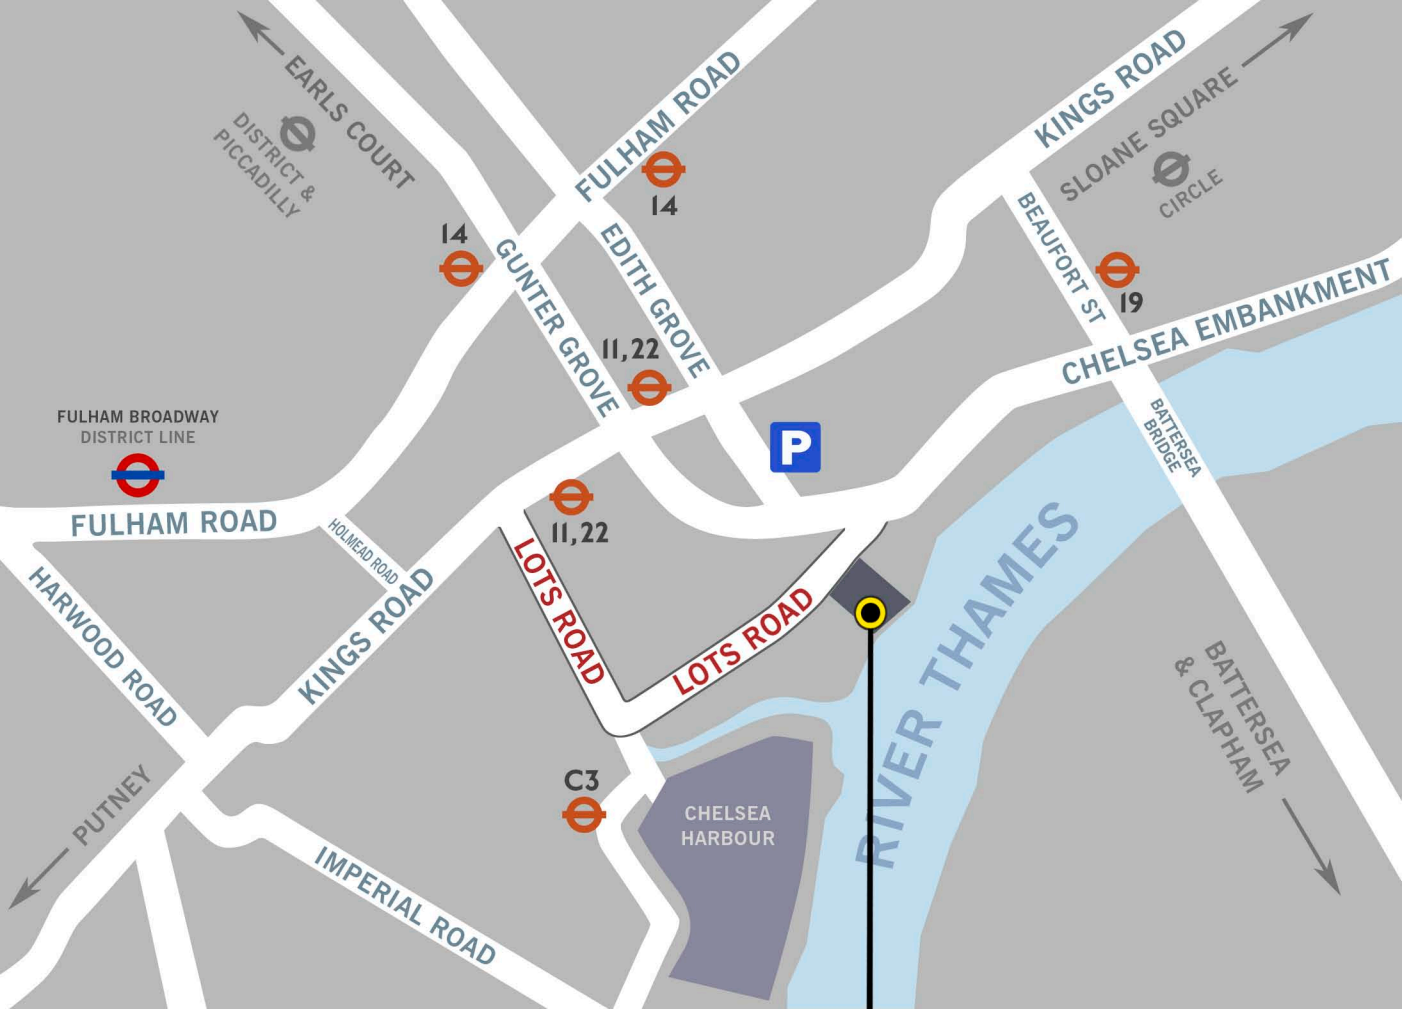 EARLS COURT
DISTRICT &
PICCADILLY
FULHAM ROAD
14
14
KINGS ROAD
SLOANE SQUARE
CIRCLE
BEAUFORT ST
19
CHELSEA EMBANKMENT
GUNTER GROVE
EDITH GROVE
11,22
FULHAM BROADWAY
DISTRICT LINE
P
BATTERSEA
BRIDGE
FULHAM ROAD
HOLMEAD ROAD
11,22
LOTS ROAD
LOTS ROAD
HARWOOD ROAD
KINGS ROAD
RIVER THAMES
BATTERSEA
& CLAPHAM
PUTNEY
C3
CHELSEA
HARBOUR
IMPERIAL ROAD